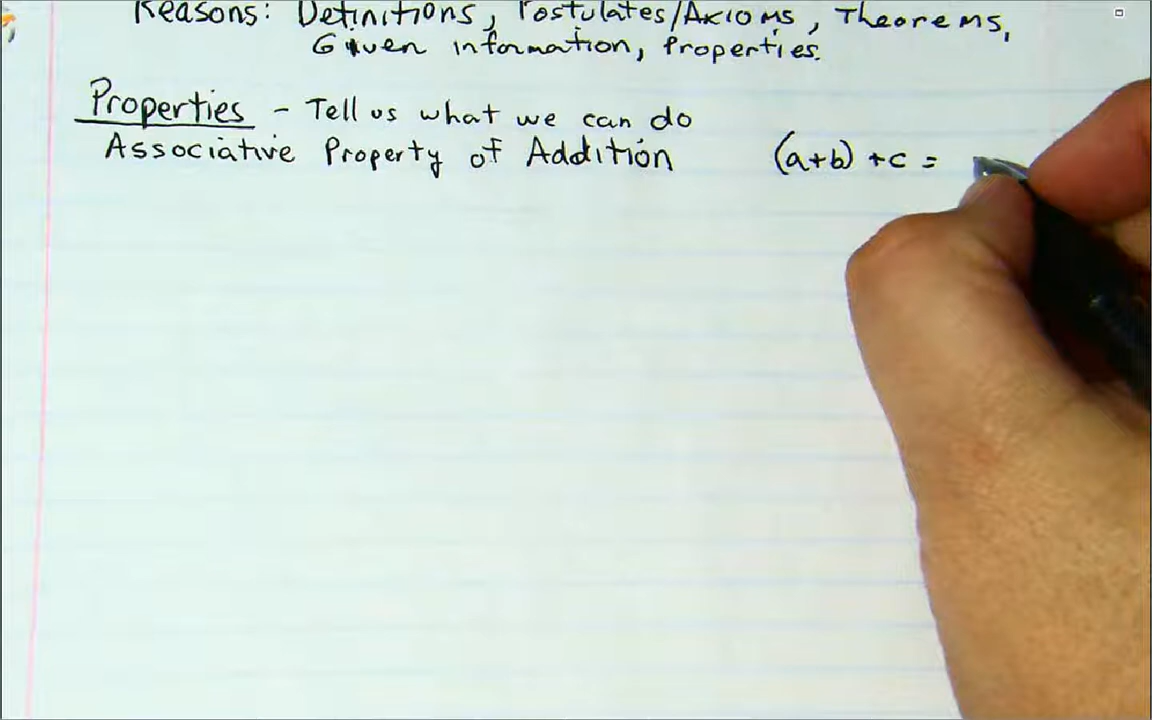 Reasons: Definitions, Postulates/Axioms, Theorems,
Given information, Properties.
Properties - Tell us what we can do
Associative Property of Addition (a+b) +c =